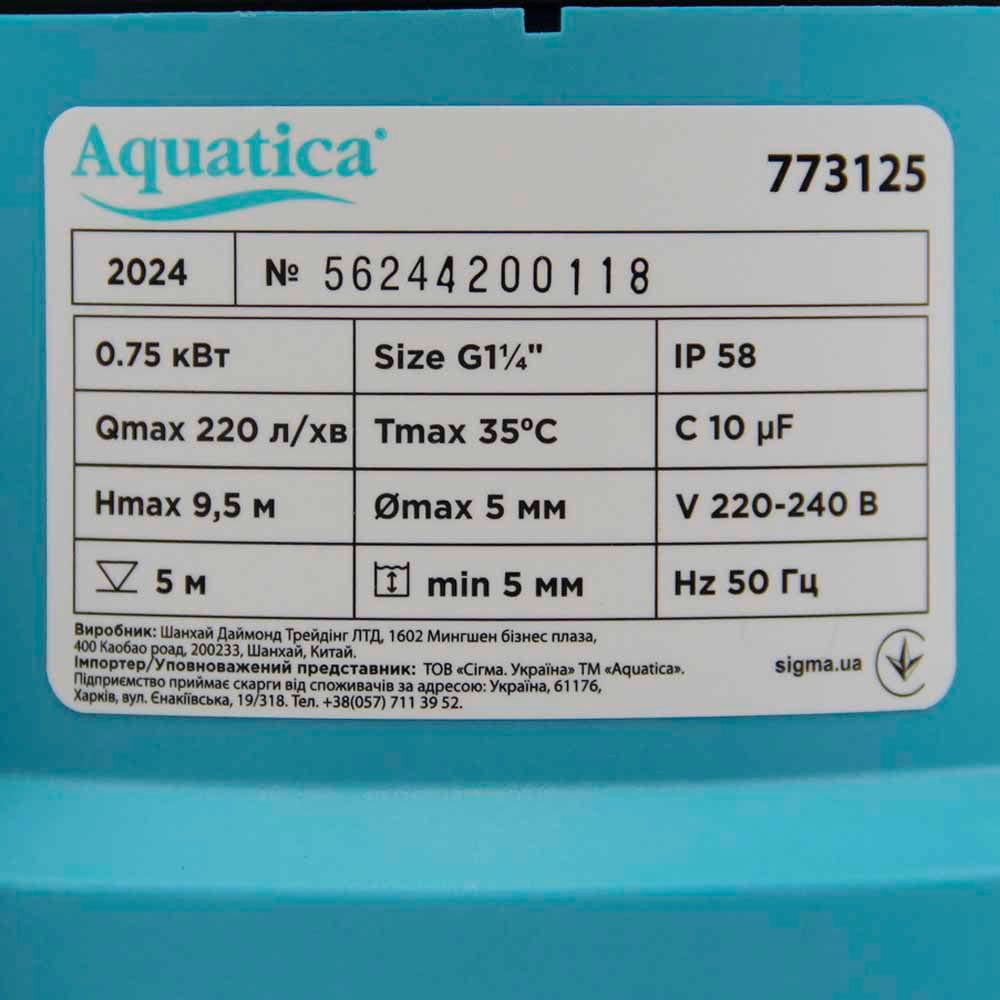 Aquatica®
773125
2024 № 56244200118
0.75 кВт Size G1¼" IP 58
Qmax 220 л/хв Tmax 35°C C 10 µF
Hmax 9,5 м Ømax 5 мм V 220-240 В
5 м min 5 мм Hz 50 Гц
Виробник: Шанхай Даймонд Трейдінг ЛТД, 1602 Мингшен бізнес плаза,
400 Каобао роад, 200233, Шанхай, Китай.
Імпортер/Уповноважений представник: ТОВ «Сігма. Україна» ТМ «Aquatica».
Підприємство приймає скарги від споживачів за адресою: Україна, 61176,
Харків, вул. Єнакіївська, 19/318. Тел. +38(057) 711 39 52.
sigma.ua